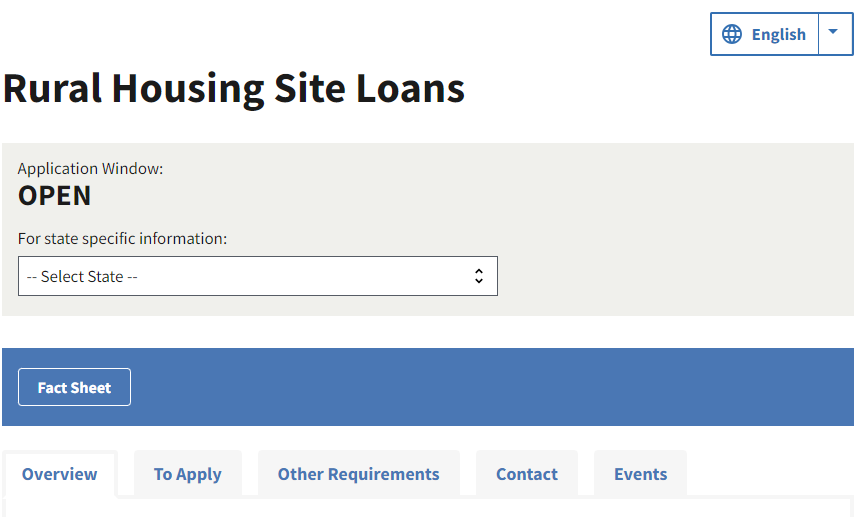 English
Rural Housing Site Loans
Application Window:
OPEN
For state specific information:
-- Select State --
Fact Sheet
Overview To Apply Other Requirements Contact Events